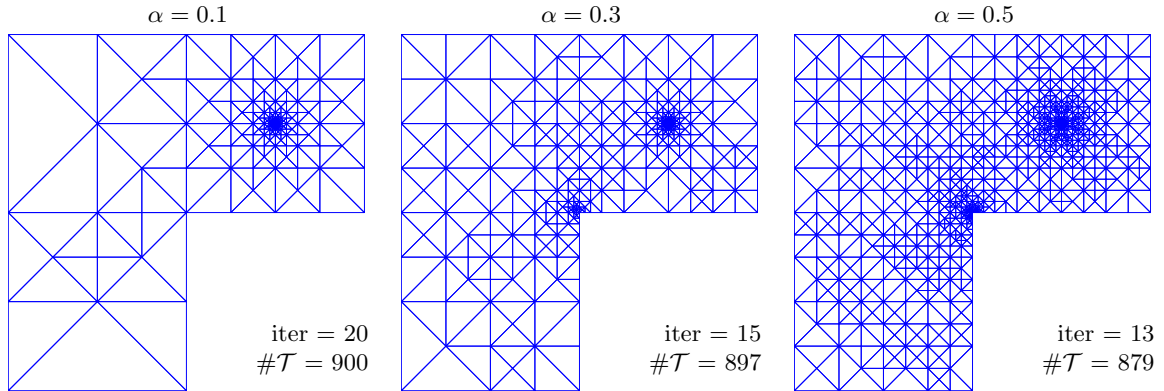 α = 0.1
α = 0.3
α = 0.5
iter = 20
#𝒯 = 900
iter = 15
#𝒯 = 897
iter = 13
#𝒯 = 879